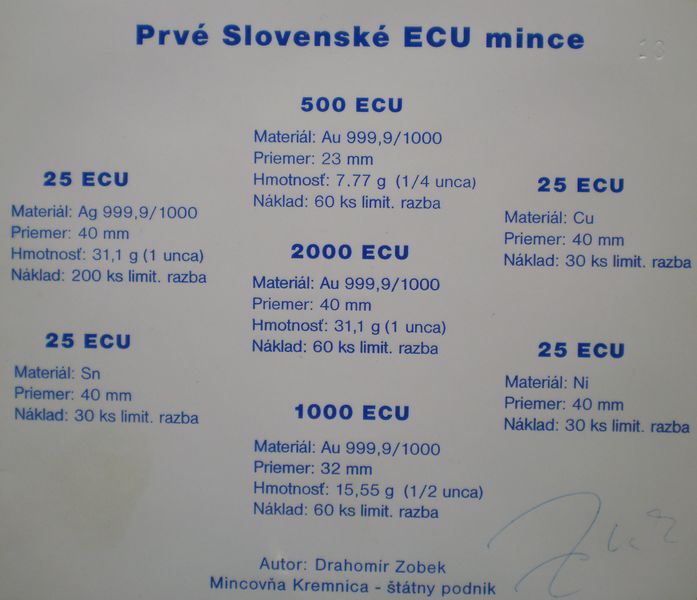 Prvé Slovenské ECU mince
500 ECU
Materiál: Au 999,9/1000
Priemer: 23 mm
Hmotnosť: 7.77 g (1/4 unca)
Náklad: 60 ks limit. razba
25 ECU
Materiál: Ag 999,9/1000
Priemer: 40 mm
Hmotnosť: 31,1 g (1 unca)
Náklad: 200 ks limit. razba
25 ECU
Materiál: Cu
Priemer: 40 mm
Náklad: 30 ks limit. razba
2000 ECU
Materiál: Au 999,9/1000
Priemer: 40 mm
Hmotnosť: 31,1 g (1 unca)
Náklad: 60 ks limit. razba
25 ECU
Materiál: Sn
Priemer: 40 mm
Náklad: 30 ks limit. razba
25 ECU
Materiál: Ni
Priemer: 40 mm
Náklad: 30 ks limit. razba
1000 ECU
Materiál: Au 999,9/1000
Priemer: 32 mm
Hmotnosť: 15,55 g (1/2 unca)
Náklad: 60 ks limit. razba
Autor: Drahomír Zobek
Mincovňa Kremnica - štátny podnik